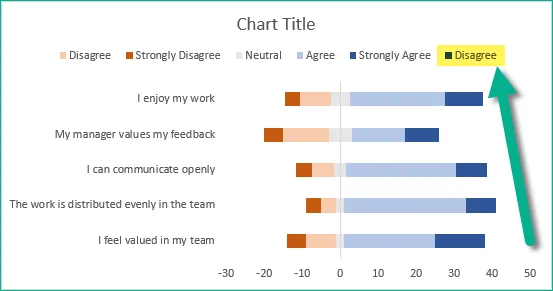 Chart Title
Disagree Strongly Disagree Neutral Agree Strongly Agree Disagree
I enjoy my work
My manager values my feedback
I can communicate openly
The work is distributed evenly in the team
I feel valued in my team
-30 -20 -10 0 10 20 30 40 50